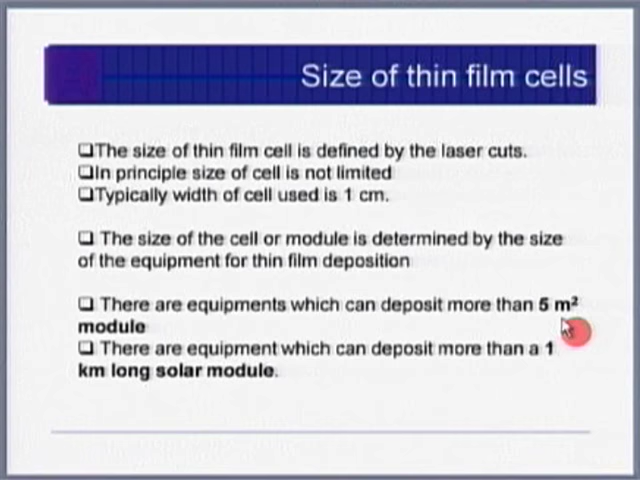 Size of thin film cells
❑The size of thin film cell is defined by the laser cuts.
❑In principle size of cell is not limited
❑Typically width of cell used is 1 cm.
❑ The size of the cell or module is determined by the size
of the equipment for thin film deposition
❑ There are equipments which can deposit more than 5 m²
module
❑ There are equipment which can deposit more than a 1
km long solar module.